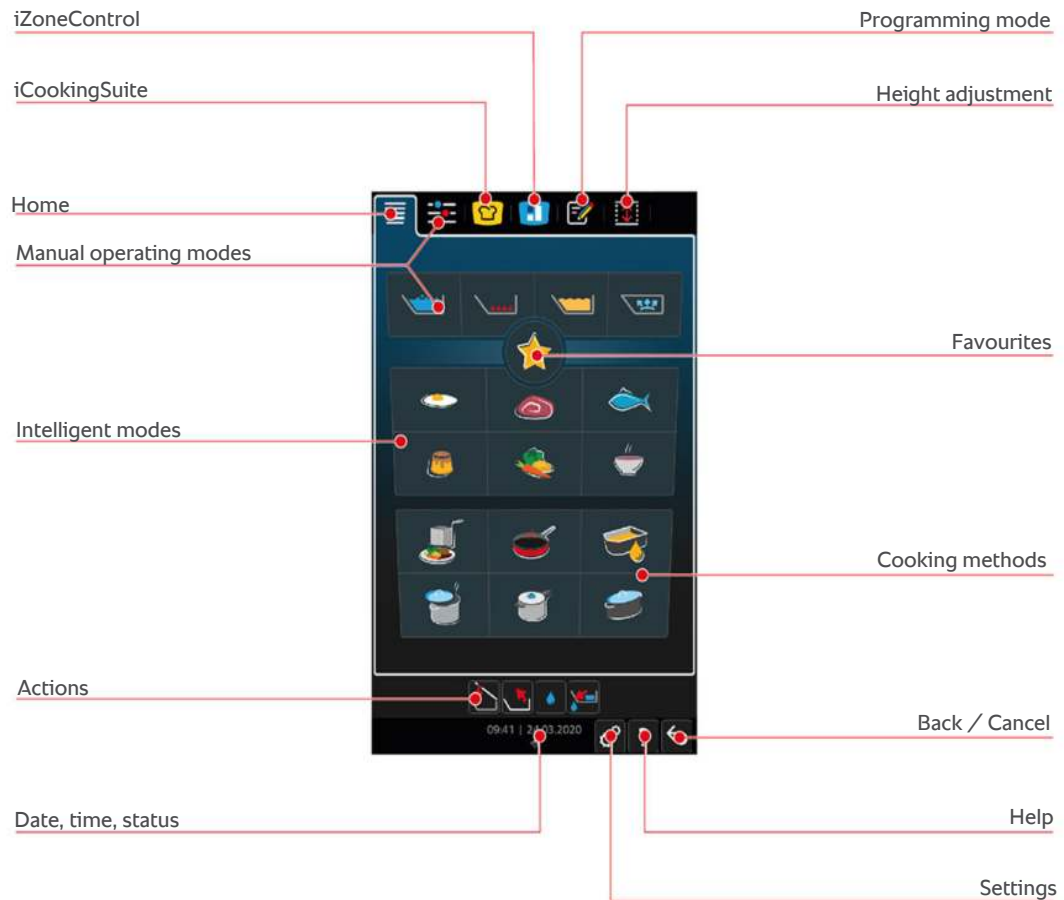 iZoneControl
Programming mode
iCookingSuite
Height adjustment
Home
Manual operating modes
Favourites
Intelligent modes
Cooking methods
Actions
09:41 | 24.03.2020
Back / Cancel
Date, time, status
Help
Settings